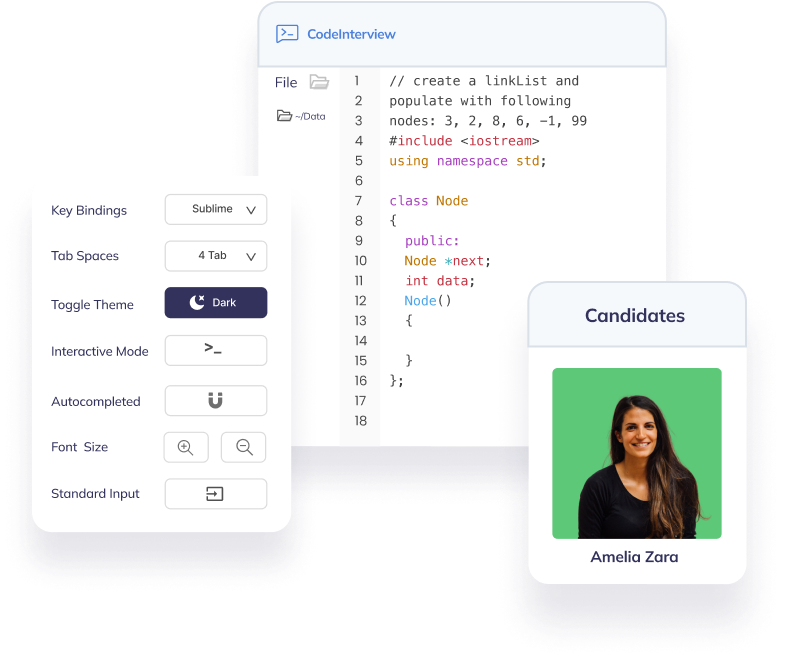 CodeInterview
File
~/Data
1 // create a linkList and
2 populate with following
3 nodes: 3, 2, 8, 6, -1, 99
4 #include <iostream>
5 using namespace std;
6
7 class Node
8 {
9 public:
10 Node *next;
11 int data;
12 Node()
13 {
14
15 }
16 };
17
18
Key Bindings Sublime
Tab Spaces 4 Tab
Toggle Theme Dark
Interactive Mode >_
Autocompleted
Font Size
Standard Input
Candidates
Amelia Zara